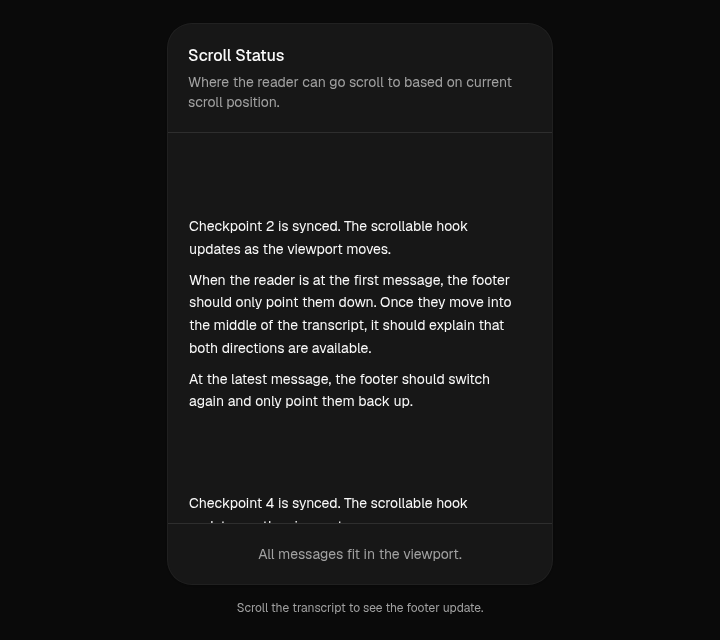 Scroll Status
Where the reader can go scroll to based on current
scroll position.
Checkpoint 2 is synced. The scrollable hook
updates as the viewport moves.
When the reader is at the first message, the footer
should only point them down. Once they move into
the middle of the transcript, it should explain that
both directions are available.
At the latest message, the footer should switch
again and only point them back up.
Checkpoint 4 is synced. The scrollable hook
All messages fit in the viewport.
Scroll the transcript to see the footer update.